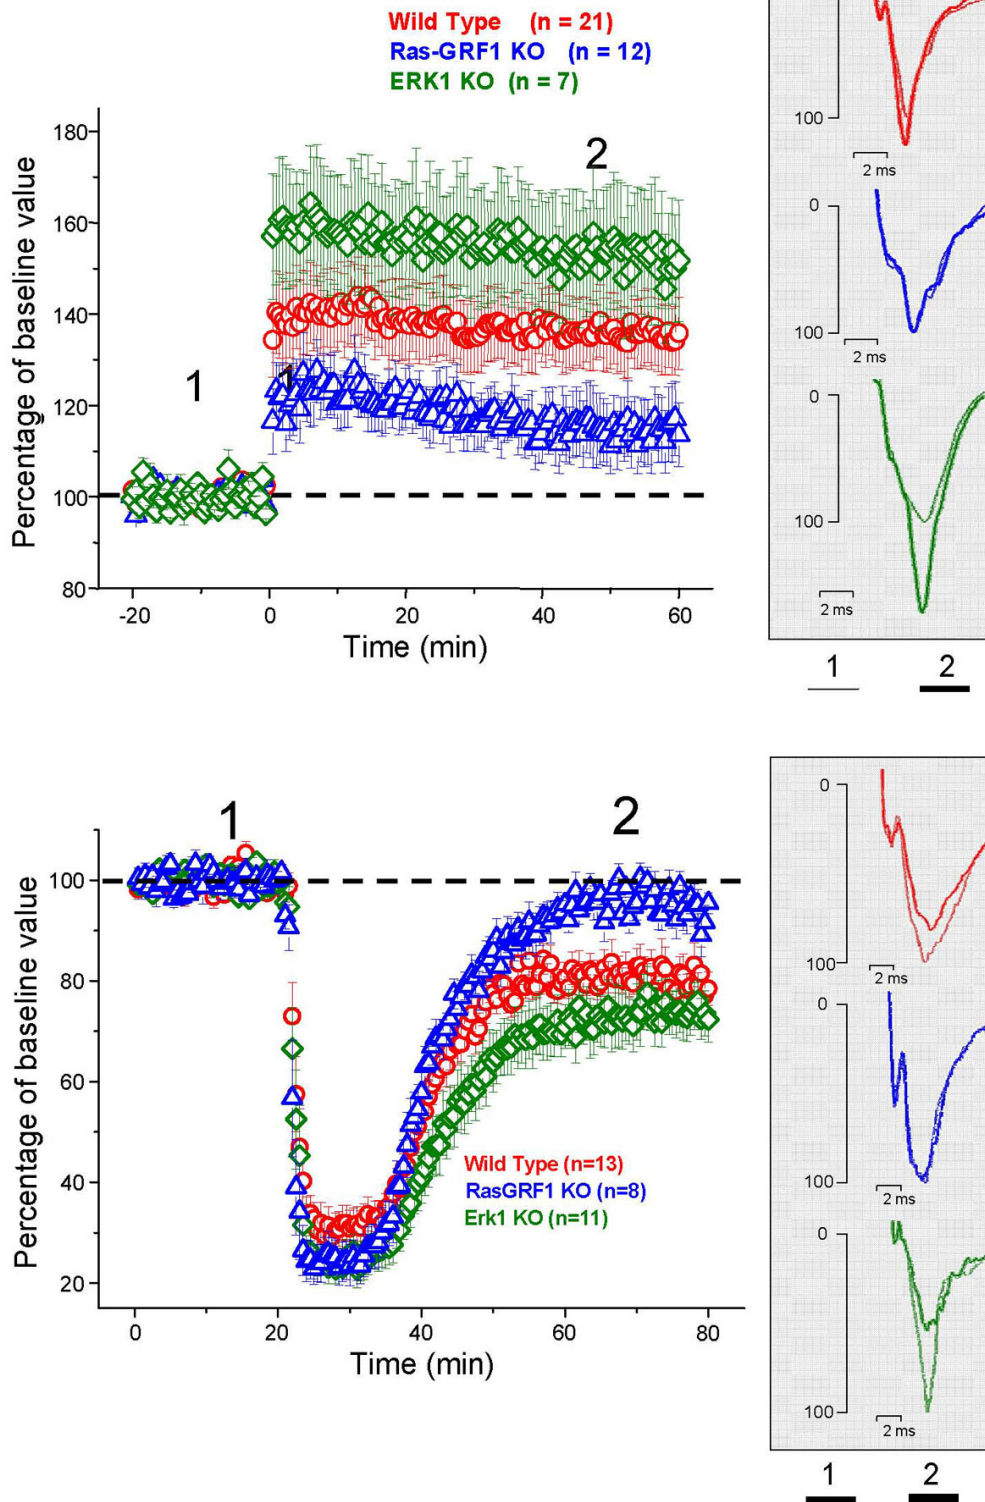 Wild Type (n = 21)
Ras-GRF1 KO (n = 12)
ERK1 KO (n = 7)
Percentage of baseline value
180
160
140
120
100
80
1
1
2
-20
0
20
40
60
Time (min)
100
2 ms
0
100
2 ms
0
100
2 ms
1
2
Percentage of baseline value
100
80
60
40
20
1
2
Wild Type (n=13)
RasGRF1 KO (n=8)
Erk1 KO (n=11)
0
20
40
60
80
Time (min)
0
100
2 ms
0
100
2 ms
0
100
2 ms
1
2